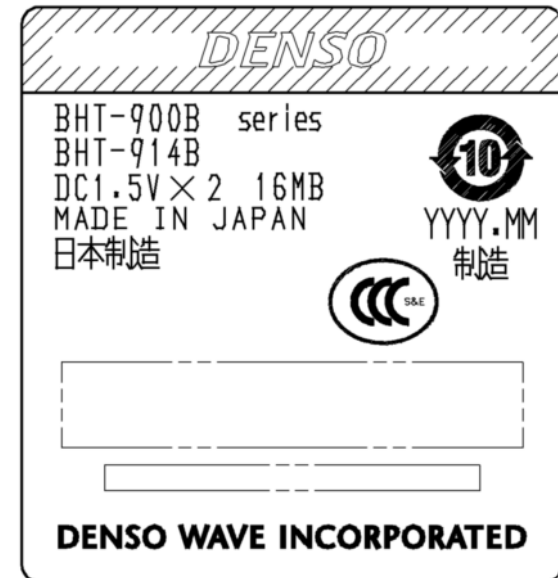 DENSO
BHT-900B series
BHT-914B
DC1.5V×2 16MB
MADE IN JAPAN
日本制造
10
YYYY.MM
制造
CCC S&E
DENSO WAVE INCORPORATED